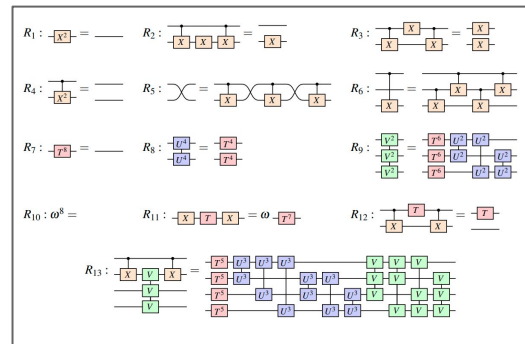 R₁ : X² =
R₂ : X X X = X
R₃ : X X X = X X
R₄ : X² =
R₅ : = X X X
R₆ : X = X X X X
R₇ : T⁸ =
R₈ : U⁴ U⁴ = T⁴ T⁴
R₉ : V² = T⁶ U² U²
V² T⁶ U² U²
V² T⁶ U² U²
R₁₀ : ω⁸ =
R₁₁ : X T X = ω T⁷
R₁₂ : X T X = T
R₁₃ : = T⁵ U³ U³ U³ V V V
X V X T⁵ U³ U³ U³ V V V
V T⁵ U³ U³ U³ V V V
V T⁵ U³ U³ U³ V V V